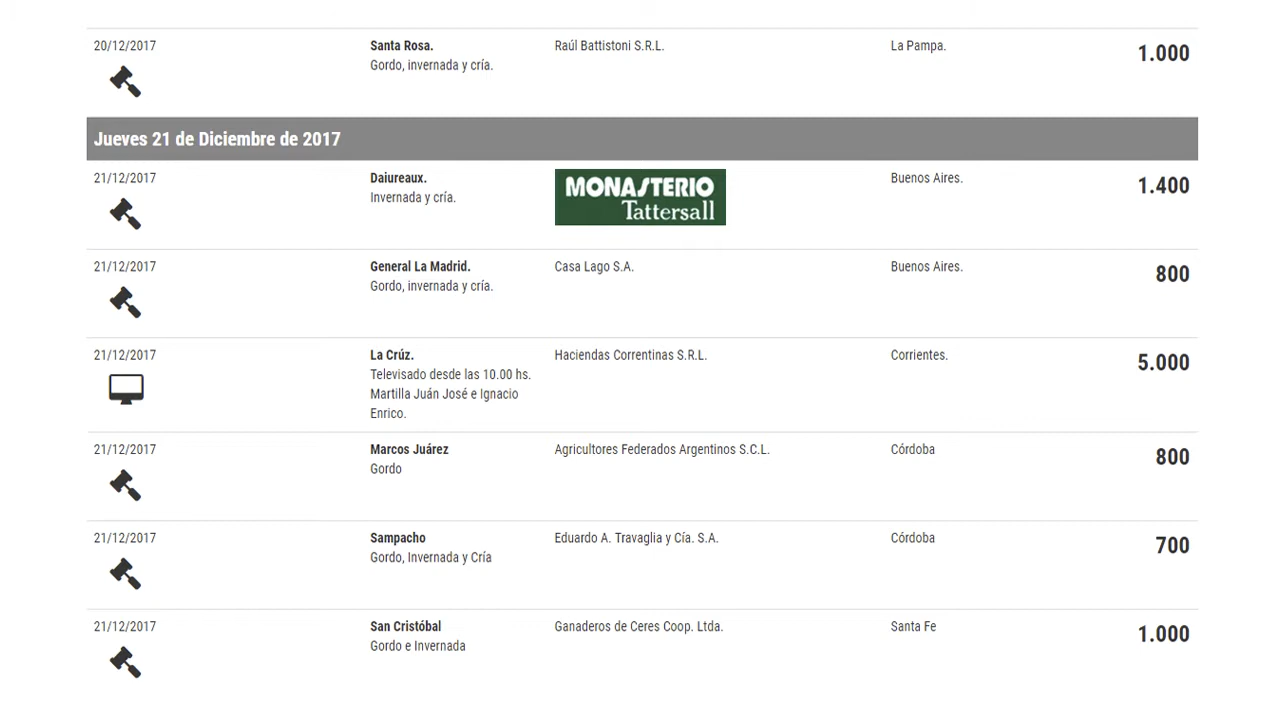 20/12/2017 Santa Rosa. Raúl Battistoni S.R.L. La Pampa. 1.000
Gordo, invernada y cría.
Jueves 21 de Diciembre de 2017
21/12/2017 Daiureaux. MONASTERIO Buenos Aires. 1.400
Invernada y cría. Tattersall
21/12/2017 General La Madrid. Casa Lago S.A. Buenos Aires. 800
Gordo, invernada y cría.
21/12/2017 La Crúz. Haciendas Correntinas S.R.L. Corrientes. 5.000
Televisado desde las 10.00 hs.
Martilla Juán José e Ignacio
Enrico.
21/12/2017 Marcos Juárez Agricultores Federados Argentinos S.C.L. Córdoba 800
Gordo
21/12/2017 Sampacho Eduardo A. Travaglia y Cía. S.A. Córdoba 700
Gordo, Invernada y Cría
21/12/2017 San Cristóbal Ganaderos de Ceres Coop. Ltda. Santa Fe 1.000
Gordo e Invernada